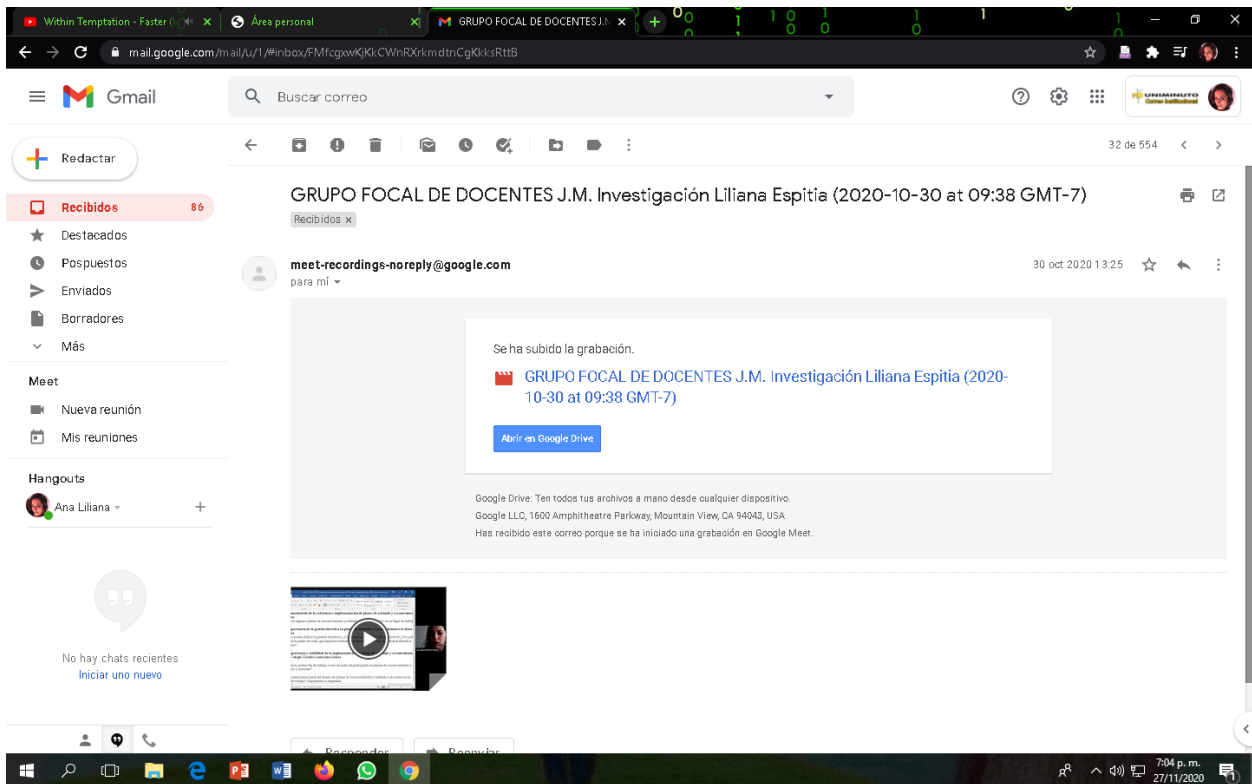 Within Temptation - Faster (
Área personal
GRUPO FOCAL DE DOCENTES J.
mail.google.com/mail/u/1/#inbox/FMfcgxwKjKkCWnRXrkmdtnCgKkksRttB
Gmail
Buscar correo
UNIMINUTO
Correo Institucional
Redactar
32 de 554
Recibidos 86
Destacados
Pospuestos
Enviados
Borradores
Más
Meet
Nueva reunión
Mis reuniones
Hangouts
Ana Liliana
No hay chats recientes
Iniciar uno nuevo
GRUPO FOCAL DE DOCENTES J.M. Investigación Liliana Espitia (2020-10-30 at 09:38 GMT-7)
Recibidos x
meet-recordings-noreply@google.com
30 oct 2020 13:25
para mí
Se ha subido la grabación.
GRUPO FOCAL DE DOCENTES J.M. Investigación Liliana Espitia (2020-
10-30 at 09:38 GMT-7)
Abrir en Google Drive
Google Drive: Ten todos tus archivos a mano desde cualquier dispositivo.
Google LLC, 1600 Amphitheatre Parkway, Mountain View, CA 94043, USA
Has recibido este correo porque se ha iniciado una grabación en Google Meet.
Responder
Reenviar
7:04 p. m.
27/11/2020